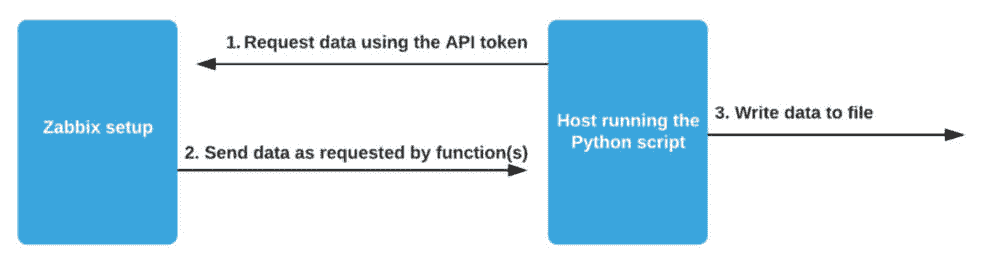 1. Request data using the API token
Zabbix setup
2. Send data as requested by function(s)
Host running the
Python script
3. Write data to file